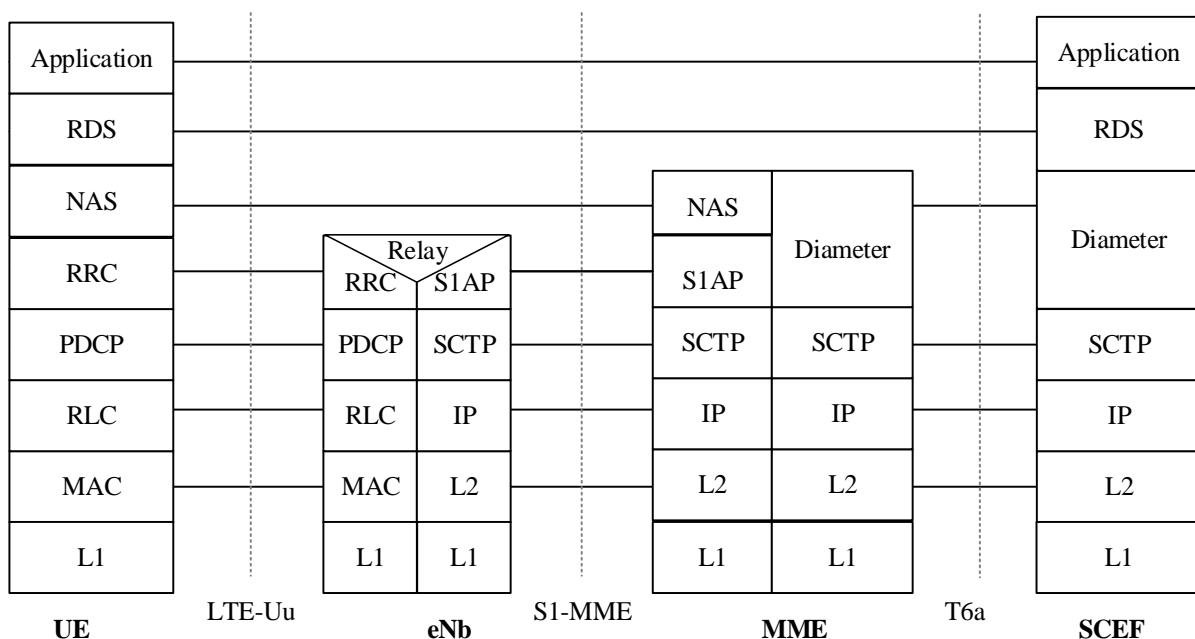 Application
Application
RDS
RDS
NAS
NAS
Diameter
Diameter
Relay
RRC
RRC
S1AP
S1AP
PDCP
PDCP
SCTP
SCTP
SCTP
SCTP
RLC
RLC
IP
IP
IP
IP
MAC
MAC
L2
L2
L2
L2
L1
L1
L1
L1
L1
L1
LTE-Uu
S1-MME
T6a
UE
eNb
MME
SCEF